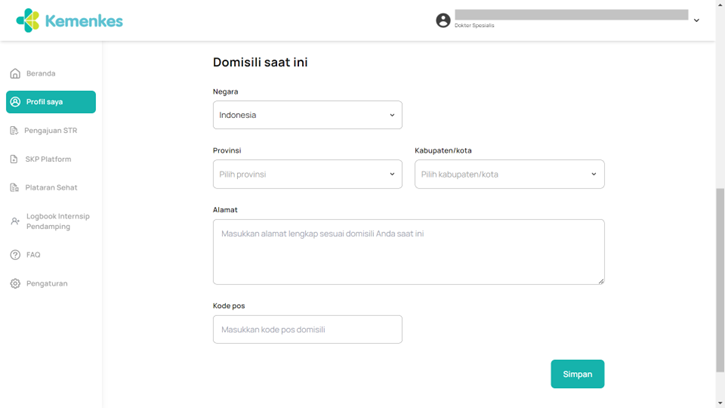 Kemenkes
Dokter Spesialis
Beranda
Profil saya
Pengajuan STR
SKP Platform
Plataran Sehat
Logbook Internsip
Pendamping
FAQ
Pengaturan
Domisili saat ini
Negara
Indonesia
Provinsi
Kabupaten/kota
Pilih provinsi
Pilih kabupaten/kota
Alamat
Masukkan alamat lengkap sesuai domisili Anda saat ini
Kode pos
Masukkan kode pos domisili
Simpan